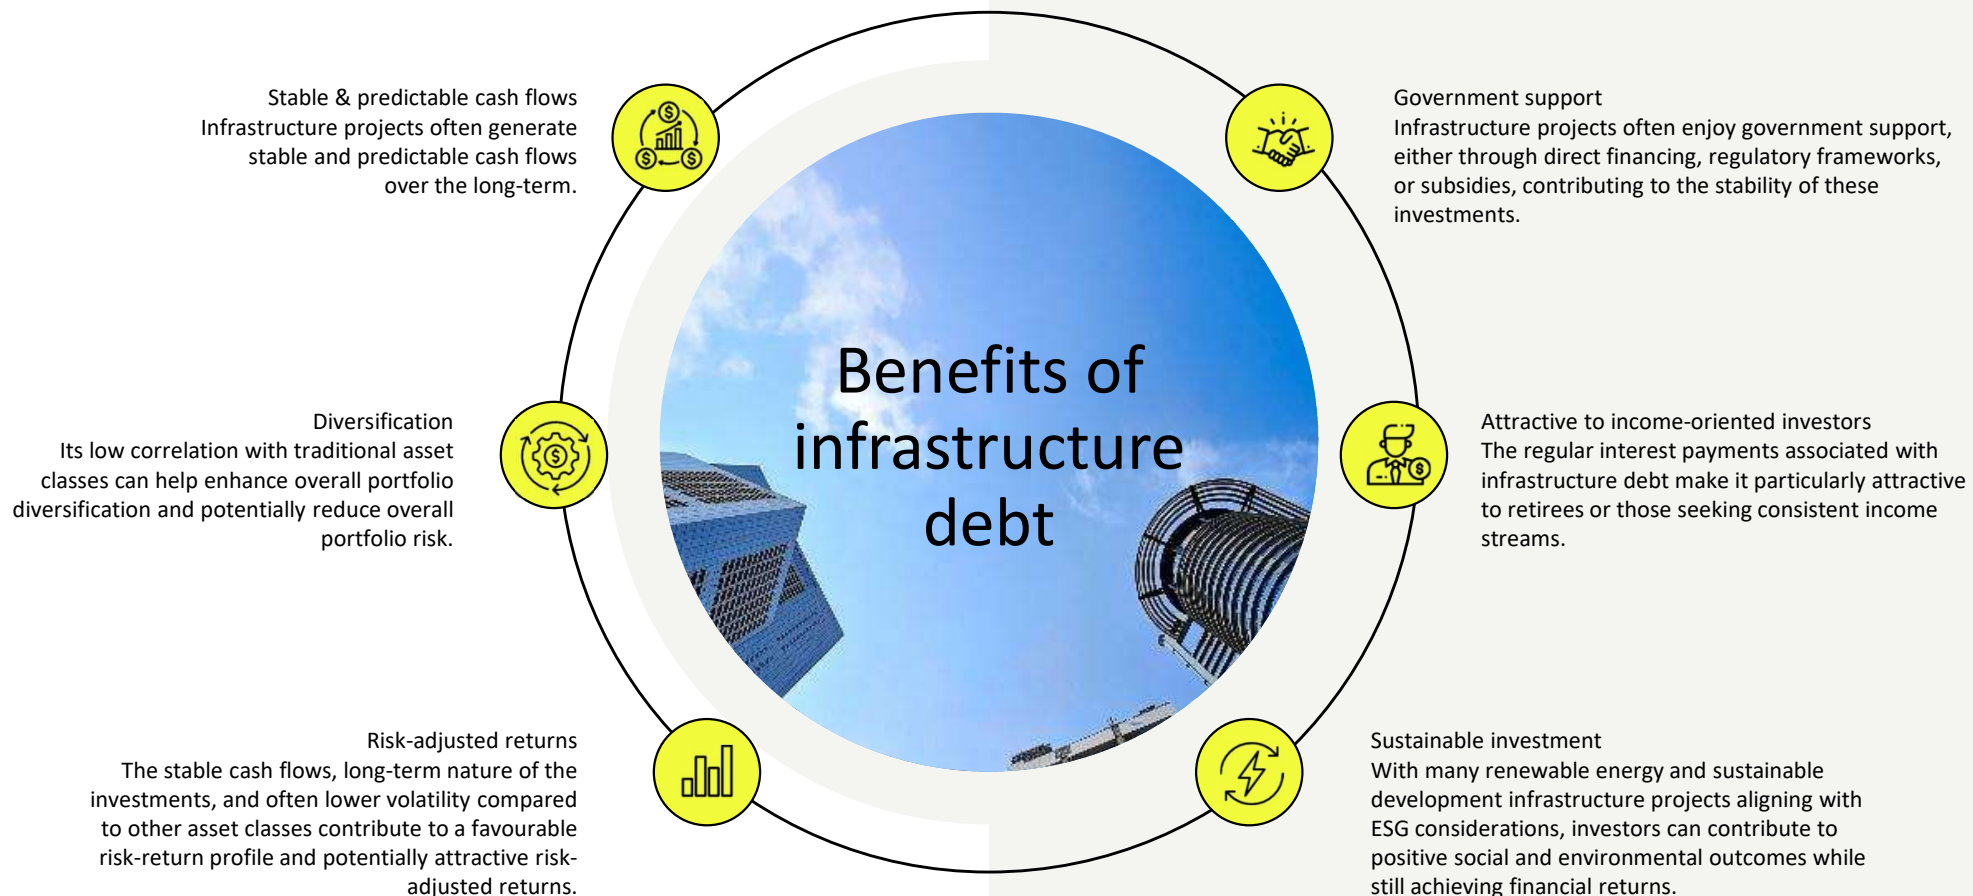 Stable & predictable cash flows
Infrastructure projects often generate
stable and predictable cash flows
over the long-term.
Government support
Infrastructure projects often enjoy government support,
either through direct financing, regulatory frameworks,
or subsidies, contributing to the stability of these
investments.
Benefits of
infrastructure
debt
Diversification
Its low correlation with traditional asset
classes can help enhance overall portfolio
diversification and potentially reduce overall
portfolio risk.
Attractive to income-oriented investors
The regular interest payments associated with
infrastructure debt make it particularly attractive
to retirees or those seeking consistent income
streams.
Risk-adjusted returns
The stable cash flows, long-term nature of the
investments, and often lower volatility compared
to other asset classes contribute to a favourable
risk-return profile and potentially attractive risk-
adjusted returns.
Sustainable investment
With many renewable energy and sustainable
development infrastructure projects aligning with
ESG considerations, investors can contribute to
positive social and environmental outcomes while
still achieving financial returns.